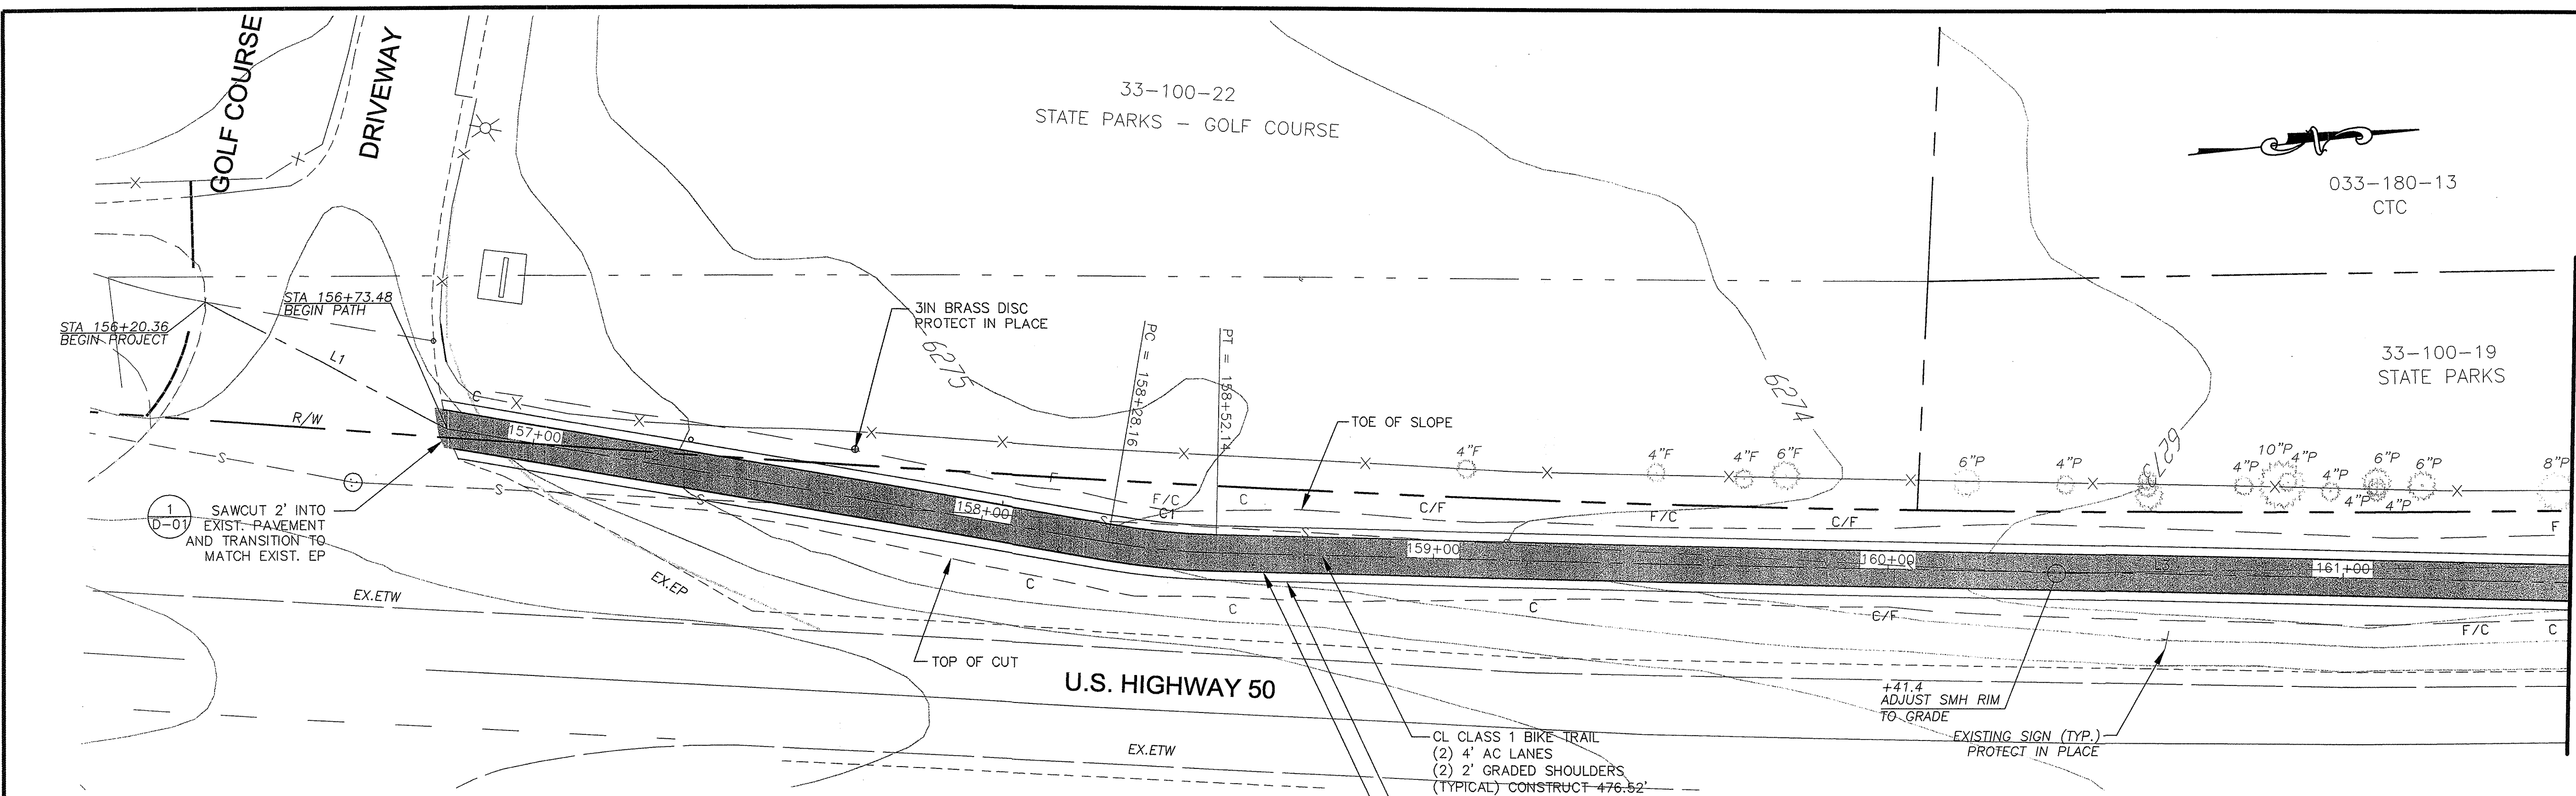 GOLF COURSE
DRIVEWAY
33-100-22
STATE PARKS - GOLF COURSE
N
033-180-13
CTC
33-100-19
STATE PARKS
STA 156+73.48
BEGIN PATH
STA 156+20.36
BEGIN PROJECT
L1
R/W
S
S
S
S
S
1
D-01
SAWCUT 2' INTO
EXIST. PAVEMENT
AND TRANSITION TO
MATCH EXIST. EP
3IN BRASS DISC
PROTECT IN PLACE
6275
PC = 158+28.16
PT = 158+52.14
TOE OF SLOPE
6274
6273
4"F
4"F
4"F
6"F
6"P
4"P
4"P
10"P
4"P
4"P
6"P
4"P
4"P
6"P
8"P
C
F
F/C
C1
C
C/F
F/C
C/F
F
157+00
158+00
159+00
160+00
L3
161+00
C
C
C
C/F
F/C
C
EX.ETW
EX.EP
TOP OF CUT
U.S. HIGHWAY 50
EX.ETW
CL CLASS 1 BIKE TRAIL
(2) 4' AC LANES
(2) 2' GRADED SHOULDERS
(TYPICAL) CONSTRUCT 476.52'
+41.4
ADJUST SMH RIM
TO GRADE
EXISTING SIGN (TYP.)
PROTECT IN PLACE